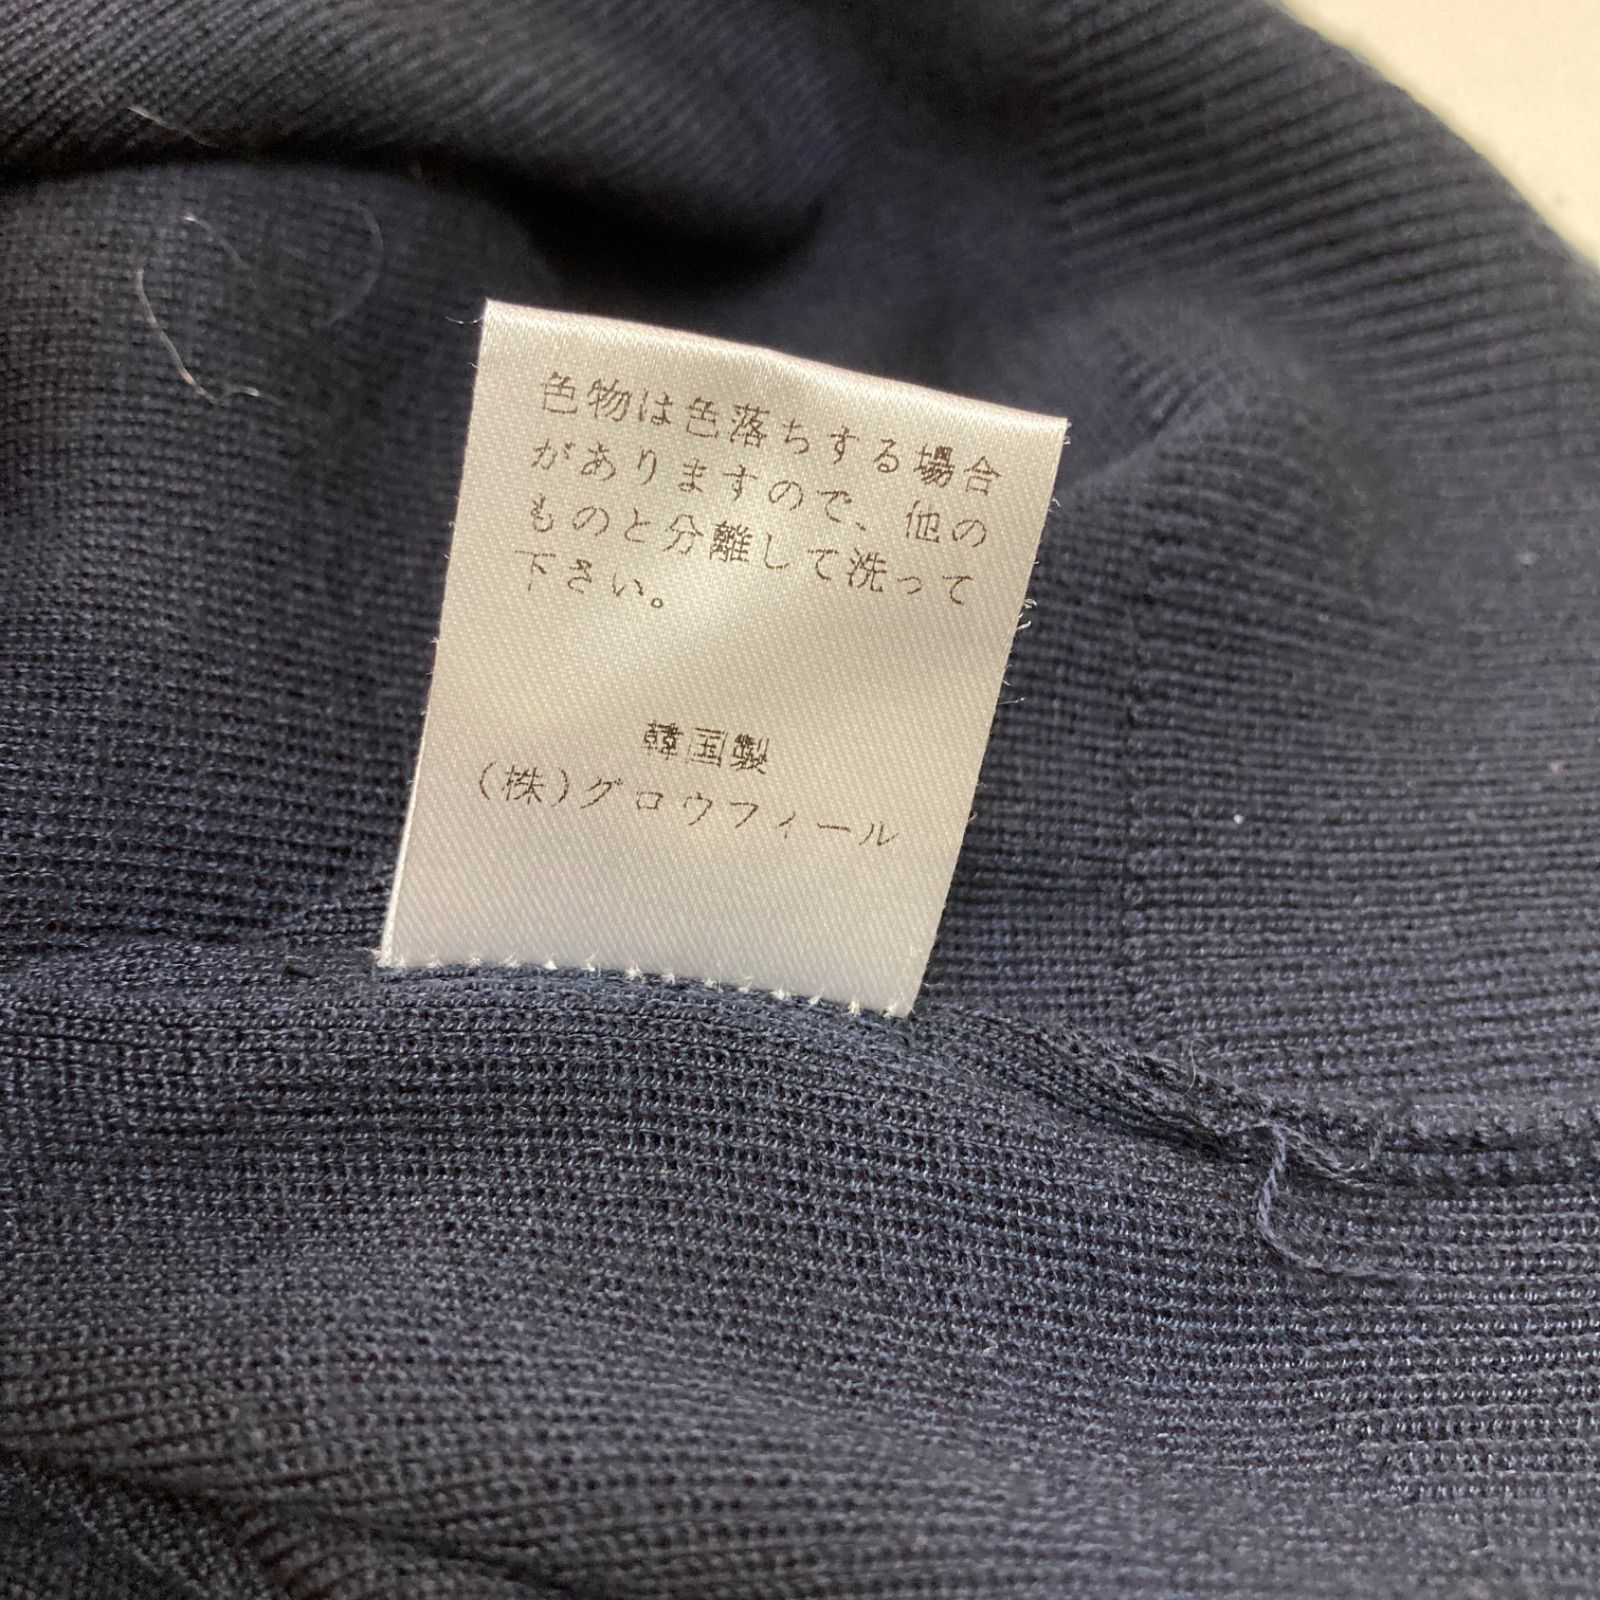 色物は色落ちする場合
がありますので、他の
ものと分離して洗って
下さい。
韓国製
(株)グロウフィール